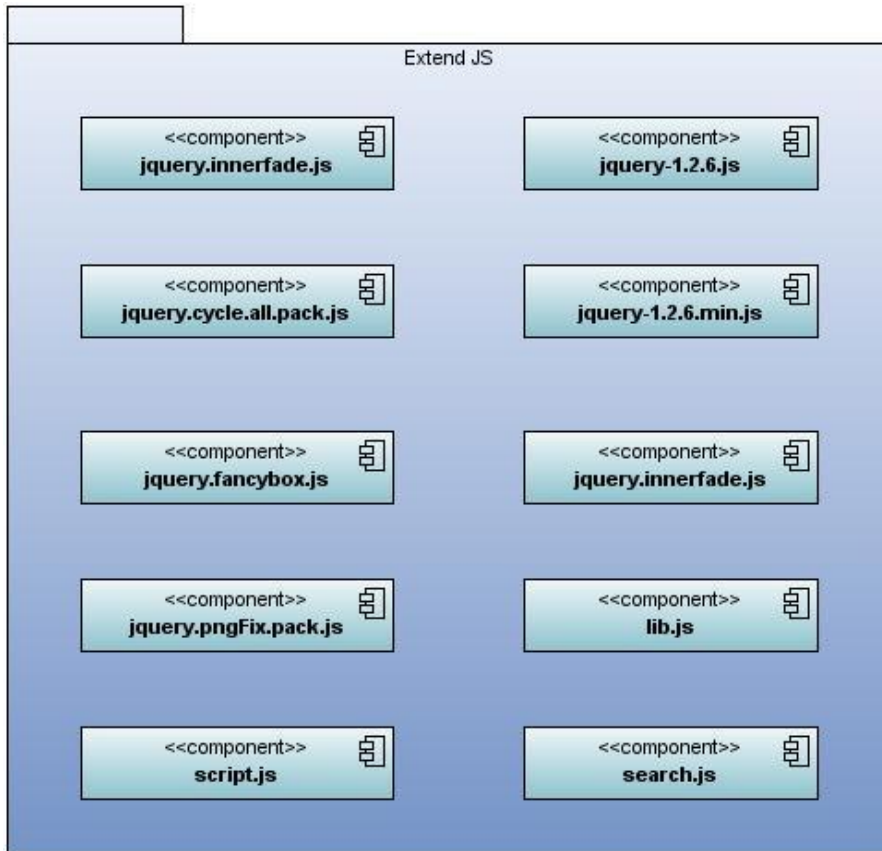 Extend JS
<<component>>
jquery.innerfade.js
<<component>>
jquery-1.2.6.js
<<component>>
jquery.cycle.all.pack.js
<<component>>
jquery-1.2.6.min.js
<<component>>
jquery.fancybox.js
<<component>>
jquery.innerfade.js
<<component>>
jquery.pngFix.pack.js
<<component>>
lib.js
<<component>>
script.js
<<component>>
search.js